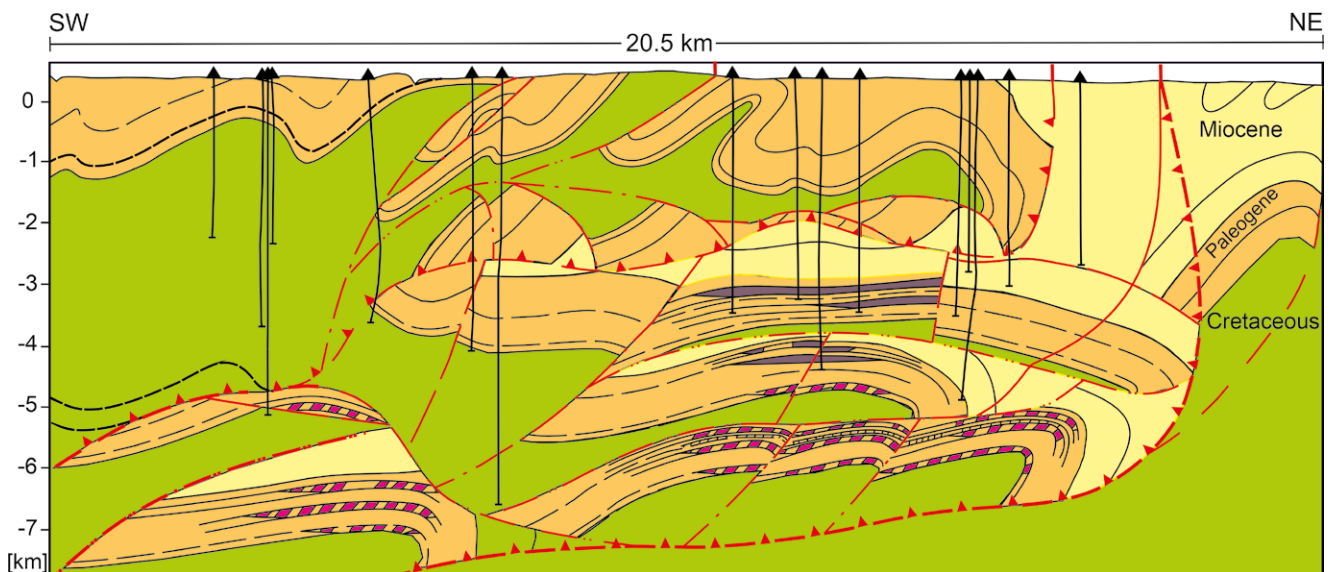 SW
NE
20.5 km
0
-1
-2
-3
-4
-5
-6
-7
[km]
Miocene
Paleogene
Cretaceous